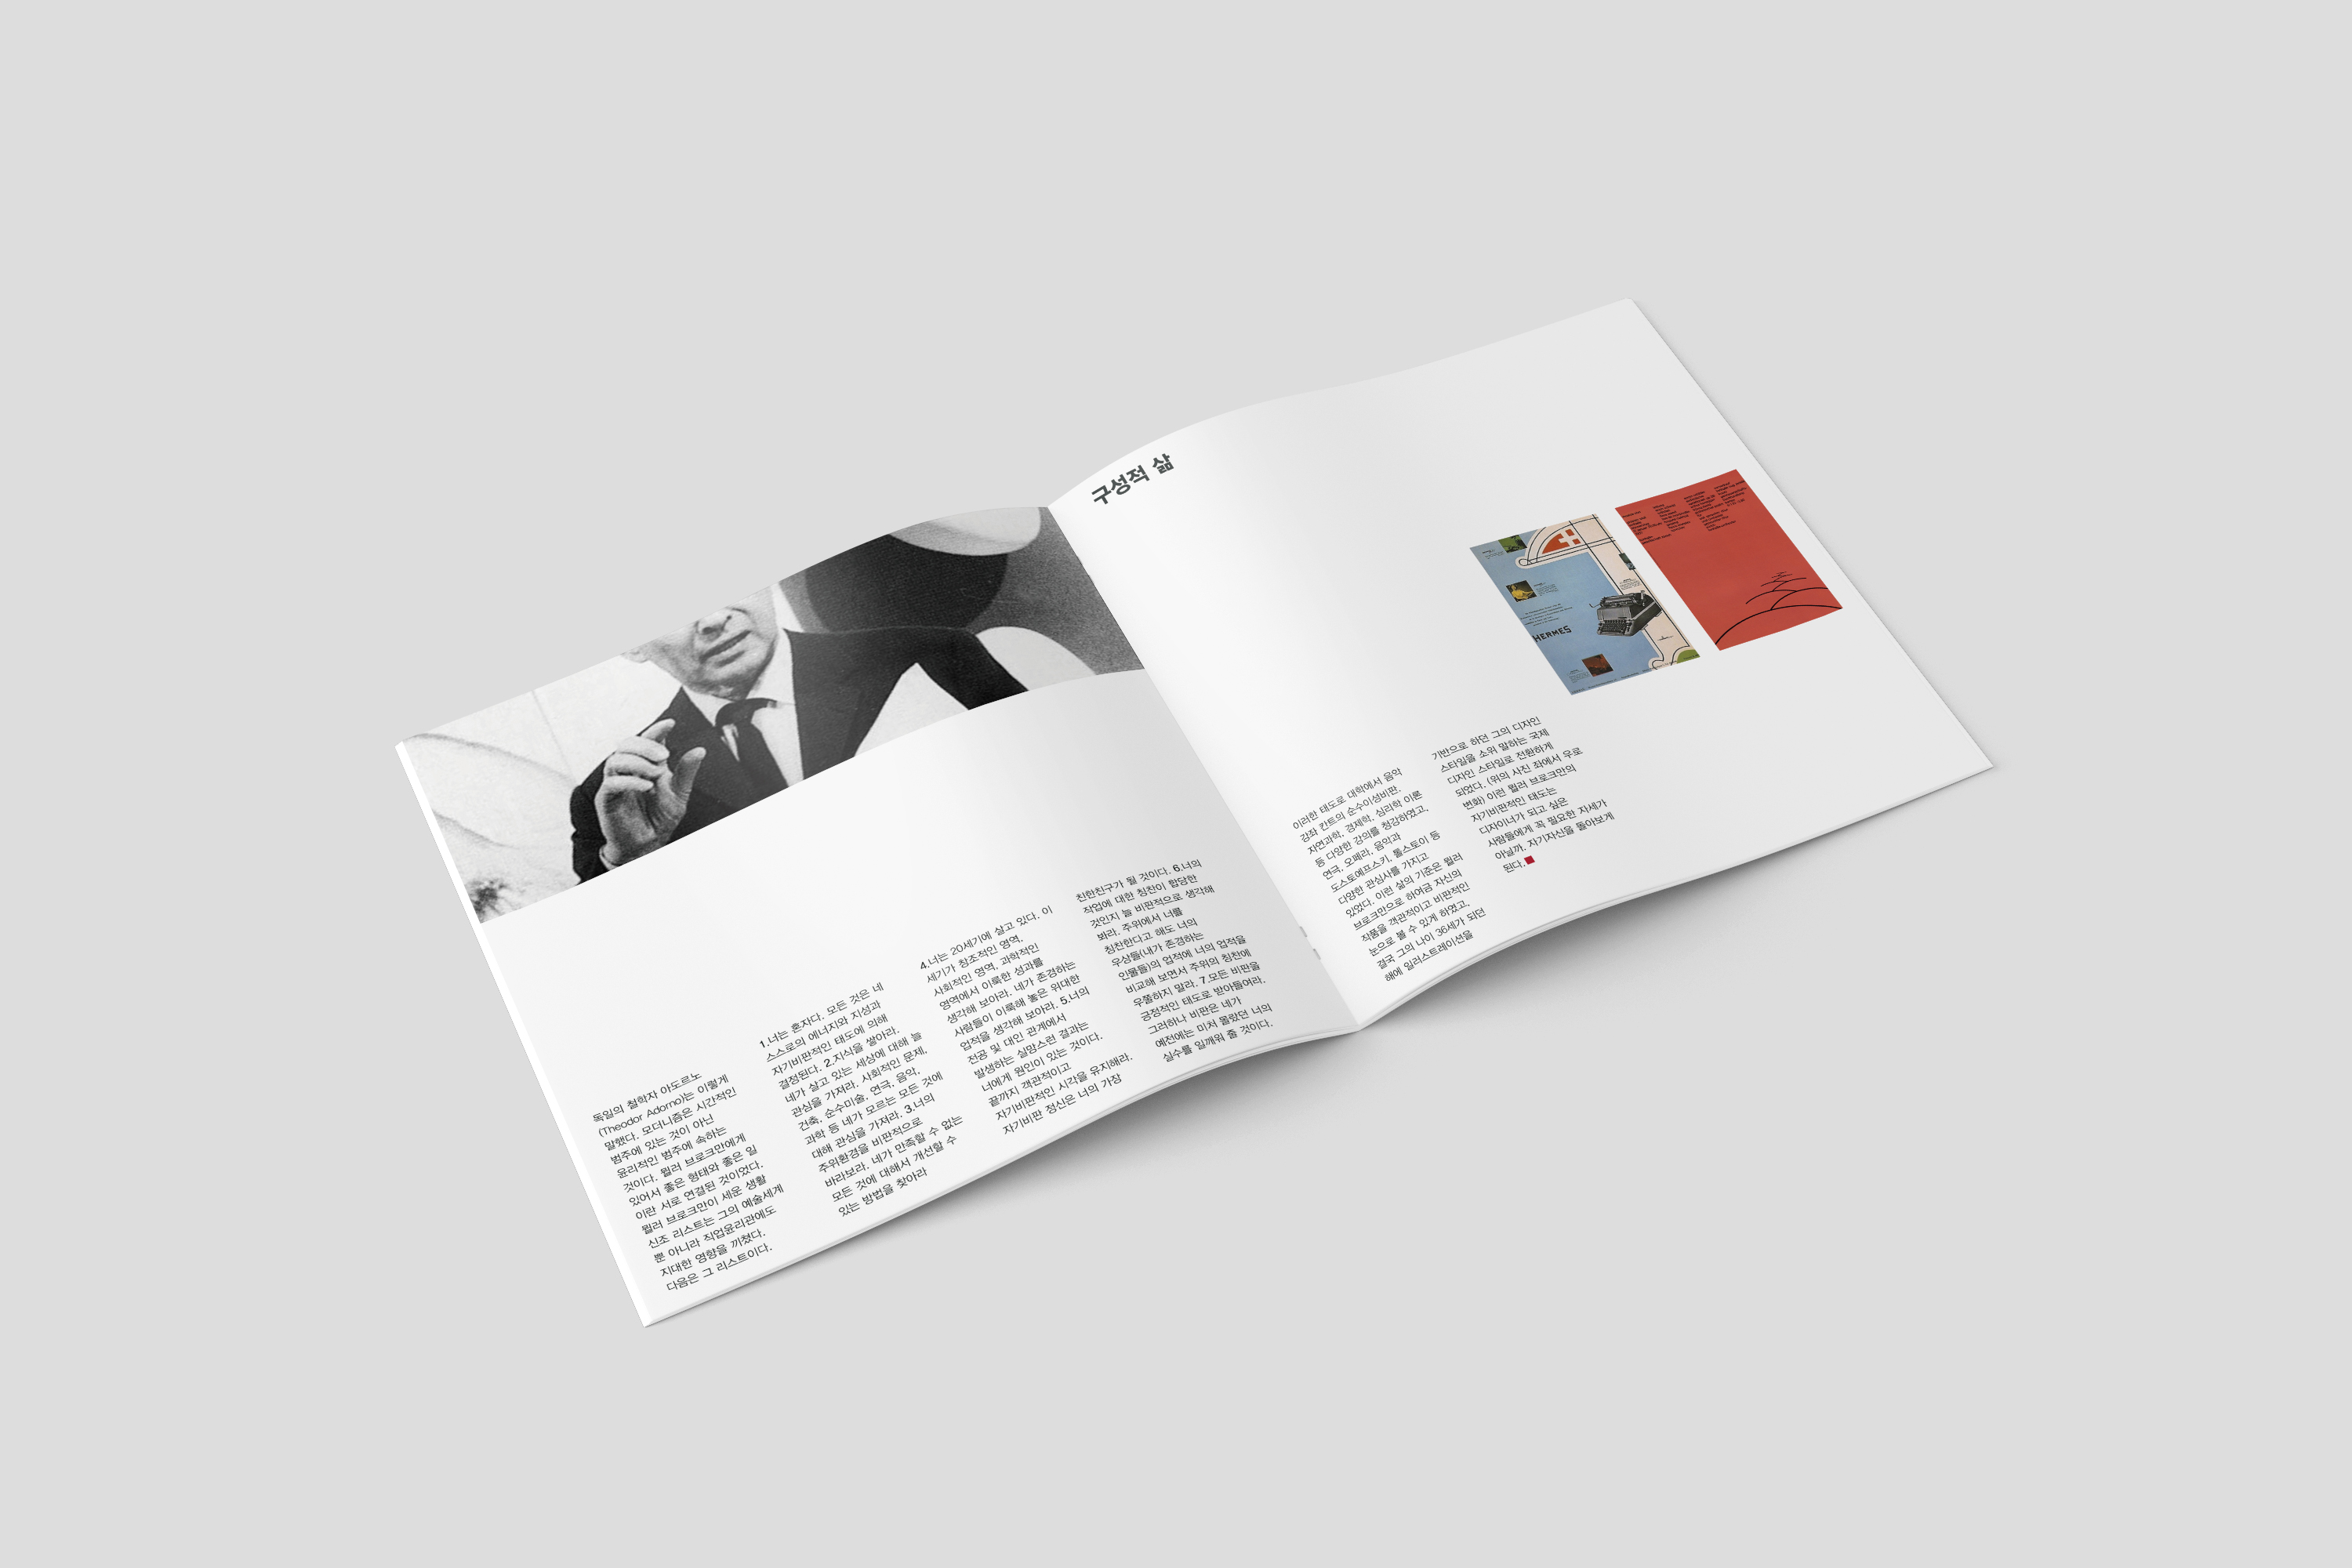 독일의 철학자 아도르노
(Theodor Adorno)는 이렇게
말했다. 모더니즘은 시간적인
범주에 있는 것이 아닌
윤리적인 범주에 속하는
것이다. 뮐러 브로크만에게
있어서 좋은 형태와 좋은 일
이란 서로 연결된 것이었다.
뮐러 브로크만이 세운 생활
신조 리스트는 그의 예술세계
뿐 아니라 직업윤리관에도
지대한 영향을 끼쳤다.
다음은 그 리스트이다.
1.너는 혼자다. 모든 것은 네
스스로의 에너지와 지성과
자기비판적인 태도에 의해
결정된다. 2.지식을 쌓아라.
네가 살고 있는 세상에 대해 늘
관심을 가져라. 사회적인 문제,
건축, 순수미술, 연극, 음악,
과학 등 네가 모르는 모든 것에
대해 관심을 가져라. 3.너의
주위환경을 비판적으로
바라보라. 네가 만족할 수 없는
모든 것에 대해서 개선할 수
있는 방법을 찾아라
4.너는 20세기에 살고 있다. 이
세기가 창조적인 영역,
사회적인 영역, 과학적인
영역에서 이룩한 성과를
생각해 보아라. 네가 존경하는
사람들이 이룩해 놓은 위대한
업적을 생각해 보아라. 5.너의
전공 및 대인 관계에서
발생하는 실망스런 결과는
너에게 원인이 있는 것이다.
끝까지 객관적이고
자기비판적인 시각을 유지해라.
자기비판 정신은 너의 가장
친한친구가 될 것이다. 6.너의
작업에 대한 칭찬이 합당한
것인지 늘 비판적으로 생각해
봐라. 주위에서 너를
칭찬한다고 해도 너의
우상들(내가 존경하는
인물들)의 업적에 너의 업적을
비교해 보면서 주위의 칭찬에
우쭐하지 말라. 7.모든 비판을
긍정적인 태도로 받아들여라.
그러하나 비판은 네가
예전에는 미처 몰랐던 너의
실수를 일깨워 줄 것이다.
구성적 삶
HERMES
이러한 태도로 대학에서 음악
강좌 칸트의 순수이성비판,
자연과학, 경제학, 심리학 이론
등 다양한 강의를 청강하였고,
연극, 오페라, 음악과
도스토예프스키, 톨스토이 등
다양한 관심사를 가지고
있었다. 이런 삶의 기준은 뮐러
브로크만으로 하여금 자신의
작품을 객관적이고 비판적인
눈으로 볼 수 있게 하였고,
결국 그의 나이 36세가 되던
해에 일러스트레이션을
기반으로 하던 그의 디자인
스타일을 소위 말하는 국제
디자인 스타일로 전환하게
되었다. (위의 사진 좌에서 우로
변화) 이런 뮐러 브로크만의
자기비판적인 태도는
디자이너가 되고 싶은
사람들에게 꼭 필요한 자세가
아닐까. 자기자신을 돌아보게
된다.